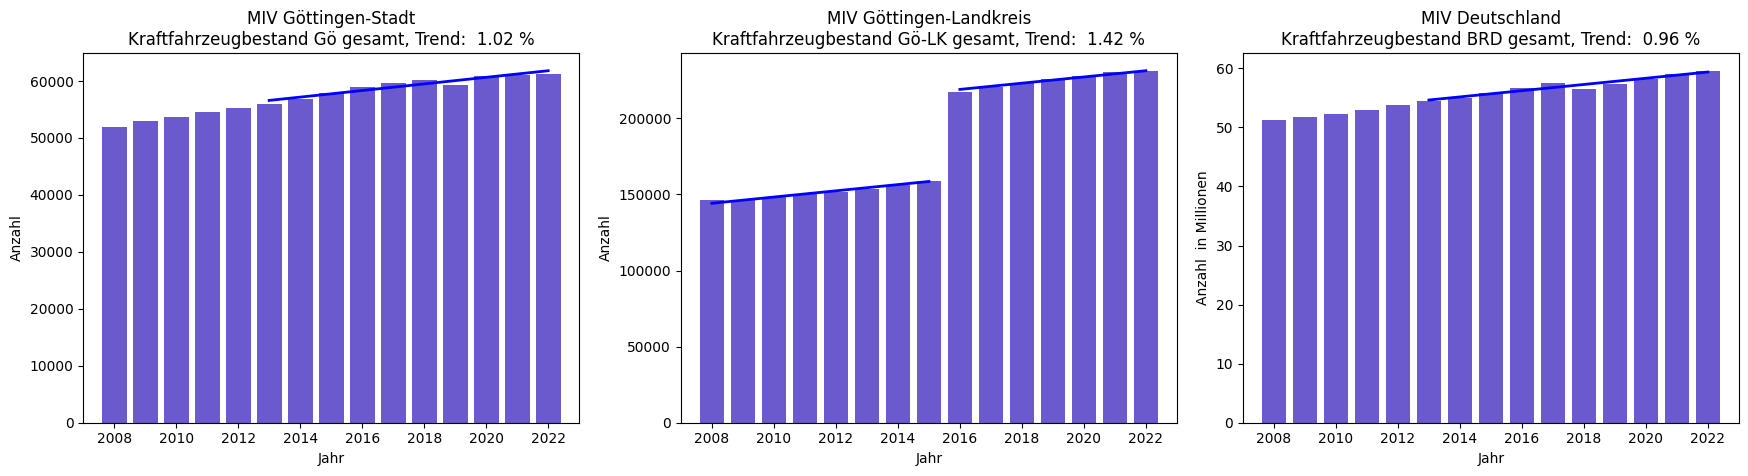 MIV Göttingen-Stadt
Kraftfahrzeugbestand Gö gesamt, Trend:  1.02 %
Anzahl
60000
50000
40000
30000
20000
10000
0
2008 2010 2012 2014 2016 2018 2020 2022
Jahr
MIV Göttingen-Landkreis
Kraftfahrzeugbestand Gö-LK gesamt, Trend:  1.42 %
Anzahl
200000
150000
100000
50000
0
2008 2010 2012 2014 2016 2018 2020 2022
Jahr
MIV Deutschland
Kraftfahrzeugbestand BRD gesamt, Trend:  0.96 %
Anzahl  in Millionen
60
50
40
30
20
10
0
2008 2010 2012 2014 2016 2018 2020 2022
Jahr